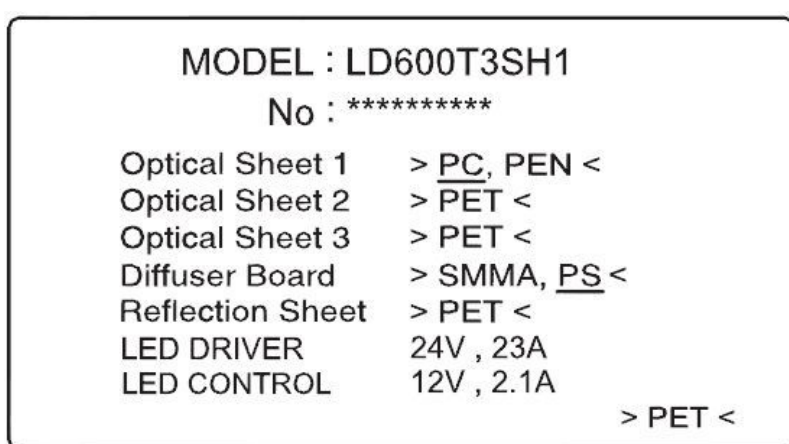 MODEL : LD600T3SH1
No : **********
Optical Sheet 1 > PC, PEN <
Optical Sheet 2 > PET <
Optical Sheet 3 > PET <
Diffuser Board > SMMA, PS <
Reflection Sheet > PET <
LED DRIVER 24V , 23A
LED CONTROL 12V , 2.1A
> PET <